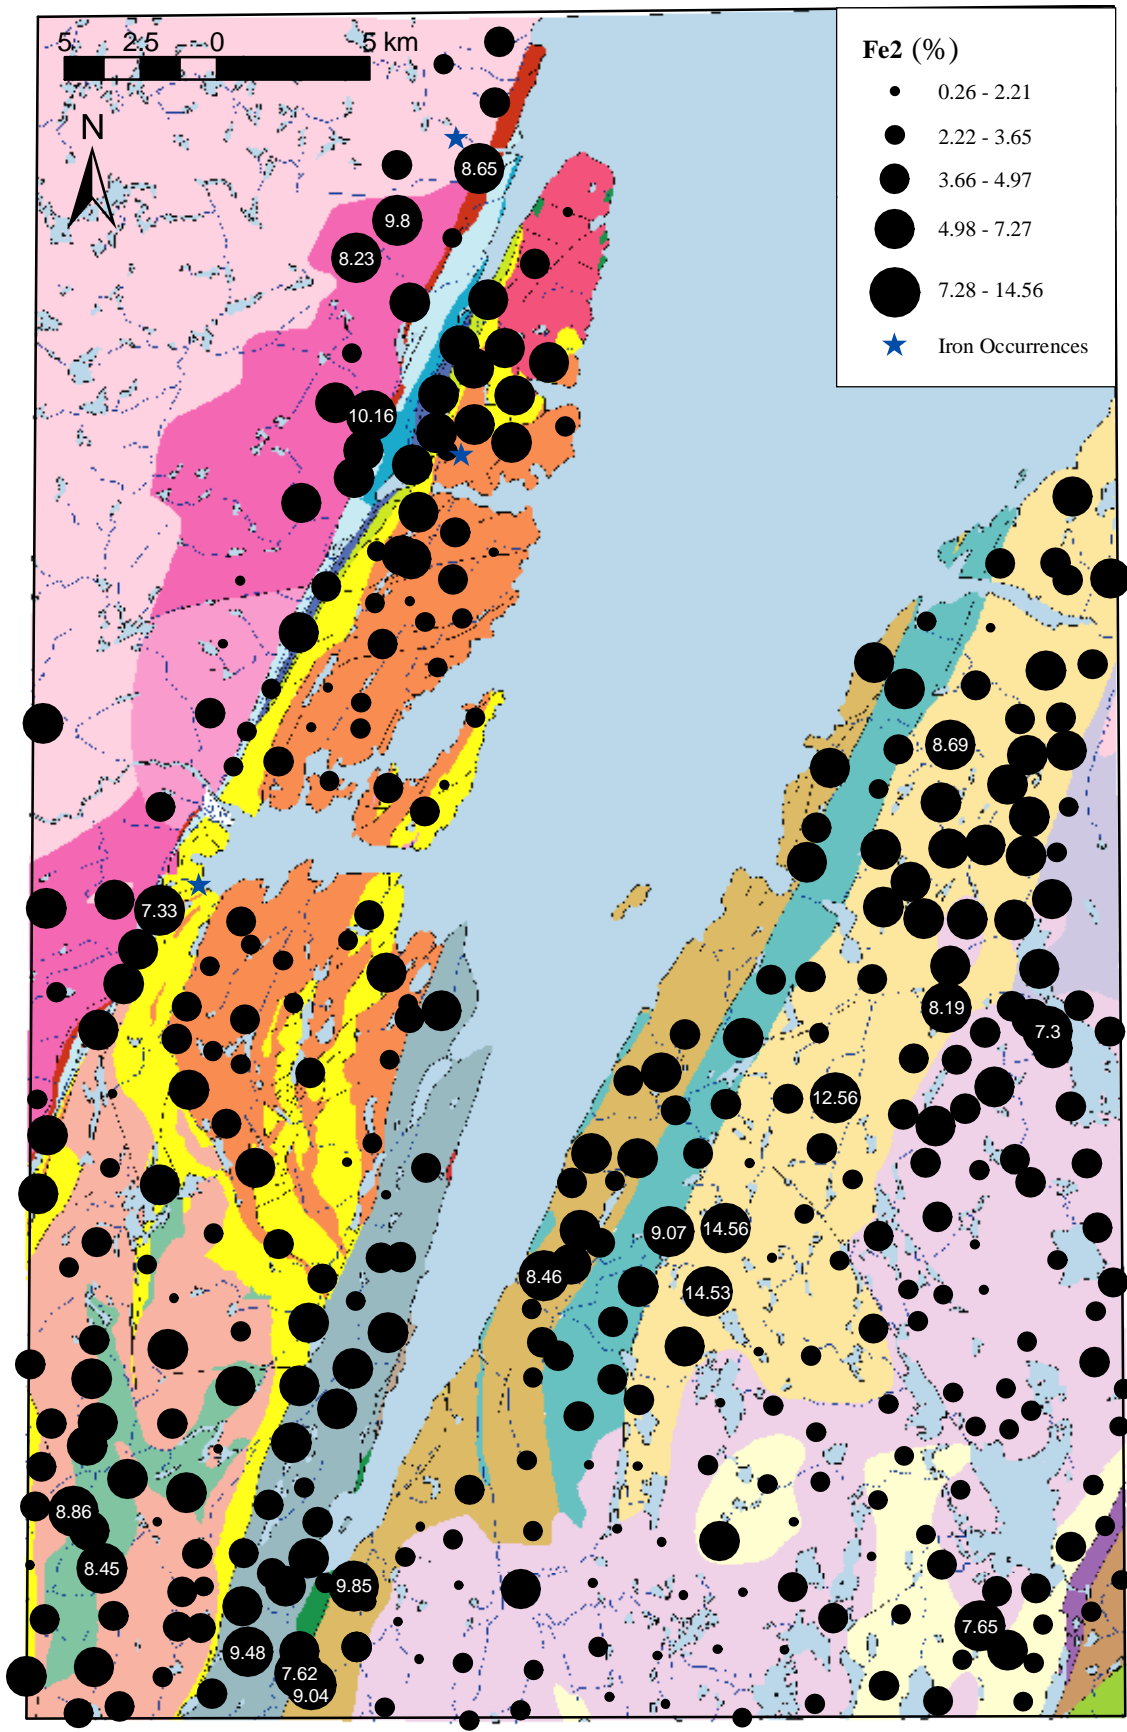 5 2.5 0 5 km
N
Fe2 (%)
0.26 - 2.21
2.22 - 3.65
3.66 - 4.97
4.98 - 7.27
7.28 - 14.56
Iron Occurrences
8.65
9.8
8.23
10.16
8.69
7.33
8.19
7.3
12.56
14.56
9.07
8.46
14.53
8.86
8.45
9.85
7.65
9.48
7.62
9.04